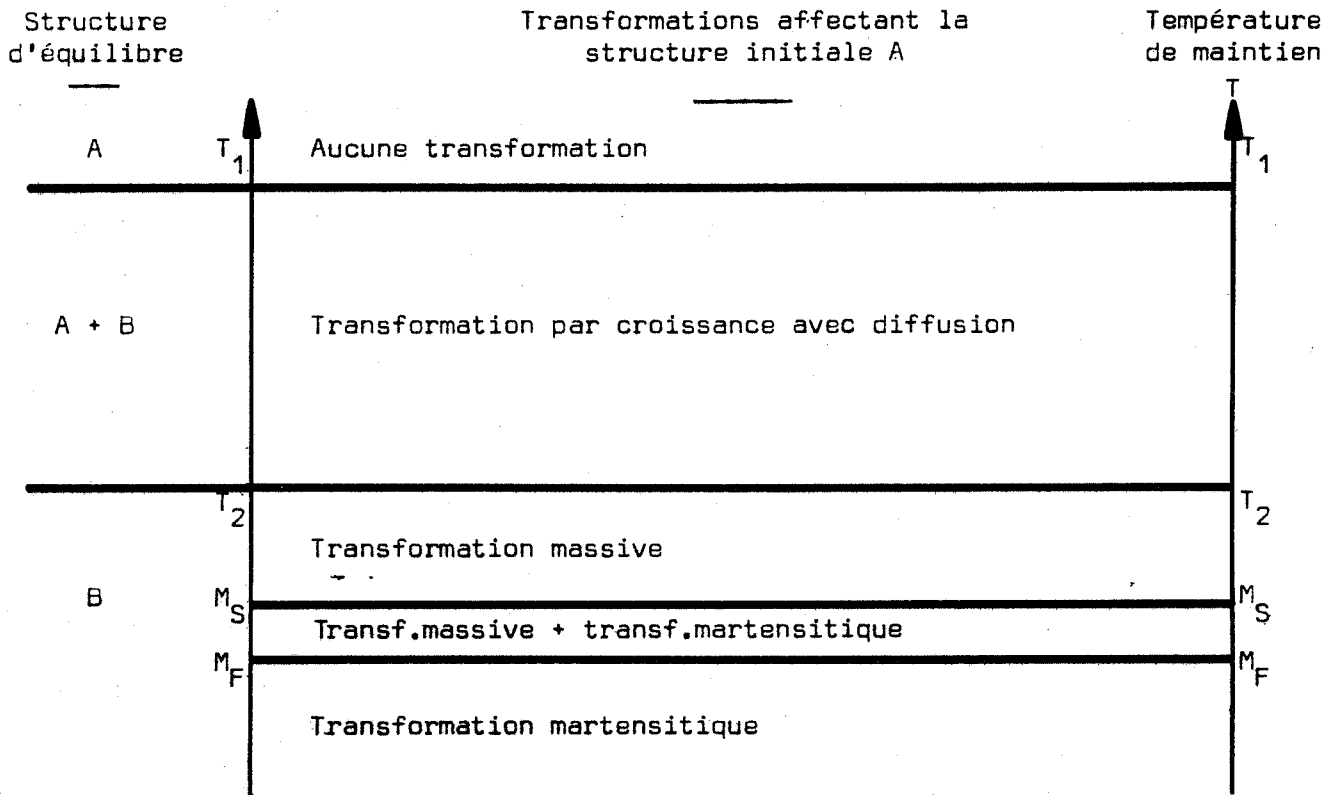 Structure
d'équilibre
Transformations affectant la
structure initiale A
Température
de maintien
T
A
T1
Aucune transformation
T1
A + B
Transformation par croissance avec diffusion
T2
T2
Transformation massive
B
MS
MS
Transf.massive + transf.martensitique
MF
MF
Transformation martensitique